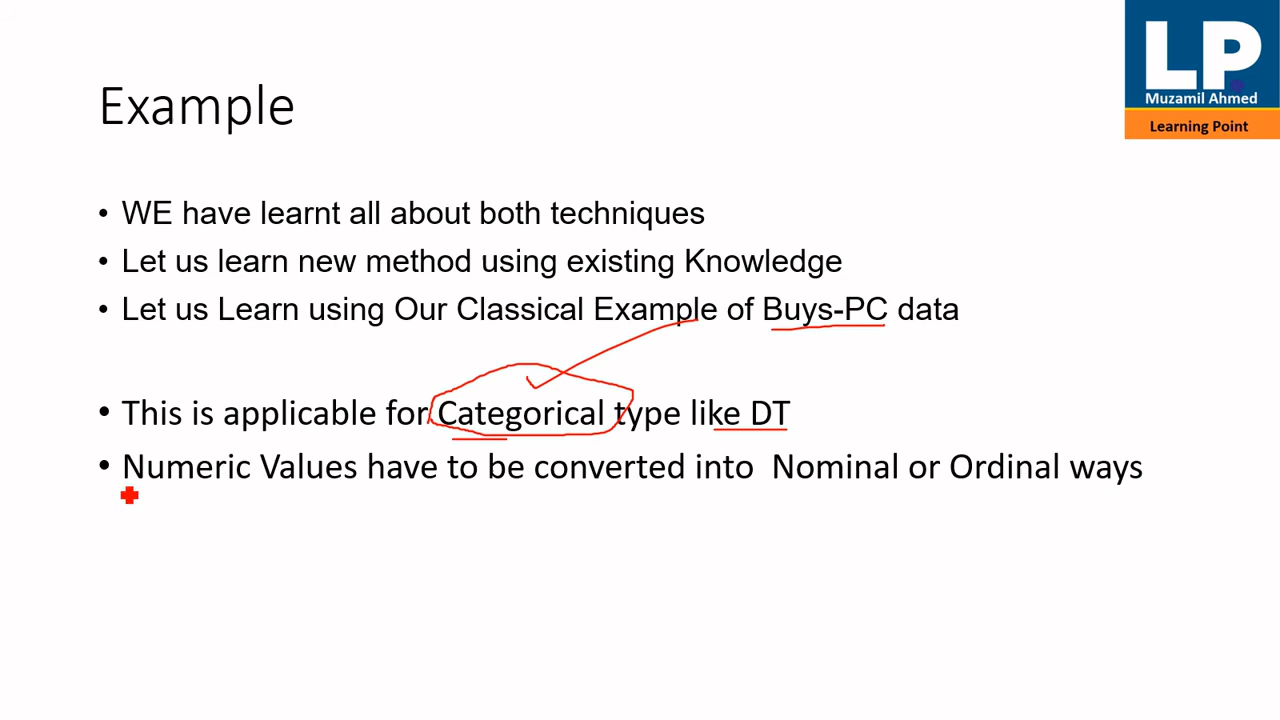 LP.
Muzamil Ahmed
Learning Point
Example
• WE have learnt all about both techniques
• Let us learn new method using existing Knowledge
• Let us Learn using Our Classical Example of Buys-PC data
• This is applicable for Categorical type like DT
• Numeric Values have to be converted into Nominal or Ordinal ways